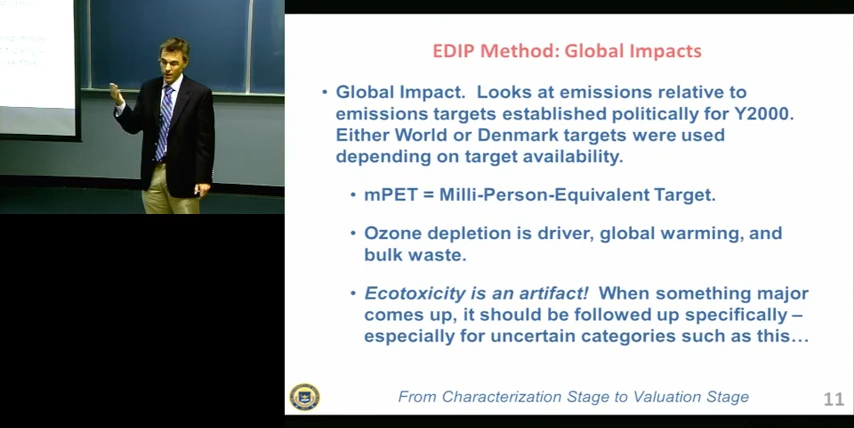 EDIP Method: Global Impacts
• Global Impact. Looks at emissions relative to
emissions targets established politically for Y2000.
Either World or Denmark targets were used
depending on target availability.
• mPET = Milli-Person-Equivalent Target.
• Ozone depletion is driver, global warming, and
bulk waste.
• Ecotoxicity is an artifact! When something major
comes up, it should be followed up specifically –
especially for uncertain categories such as this…
From Characterization Stage to Valuation Stage
11